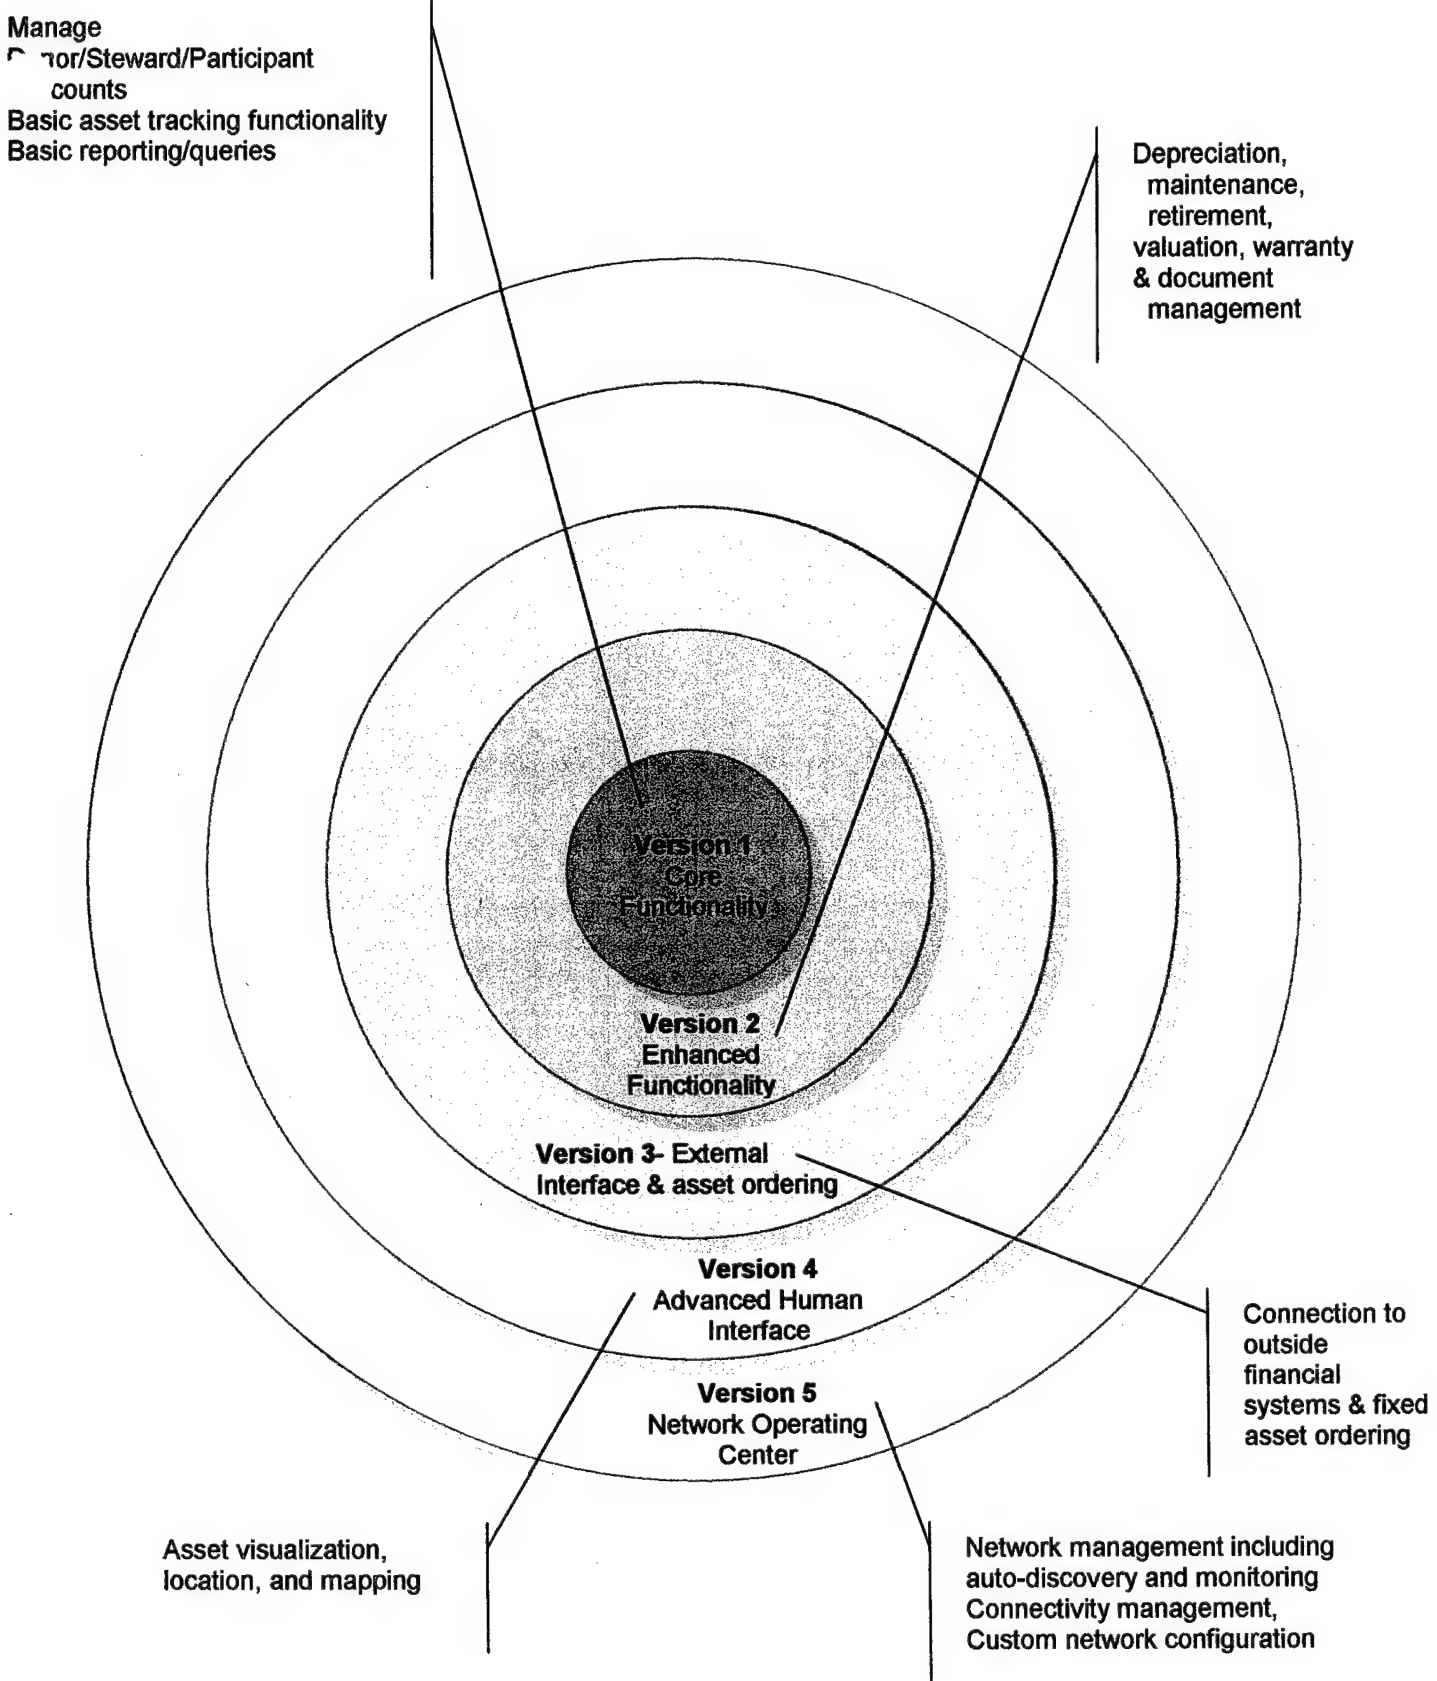 Manage
/Steward/Participant
counts
Basic asset tracking functionality
Basic reporting/queries
Depreciation,
maintenance,
retirement,
valuation, warranty
& document
management
Version 1
Core
Functionality
Version 2
Enhanced
Functionality
Version 3- External
Interface & asset ordering
Version 4
Advanced Human
Interface
Version 5
Network Operating
Center
Connection to
outside
financial
systems & fixed
asset ordering
Asset visualization,
location, and mapping
Network management including
auto-discovery and monitoring
Connectivity management,
Custom network configuration